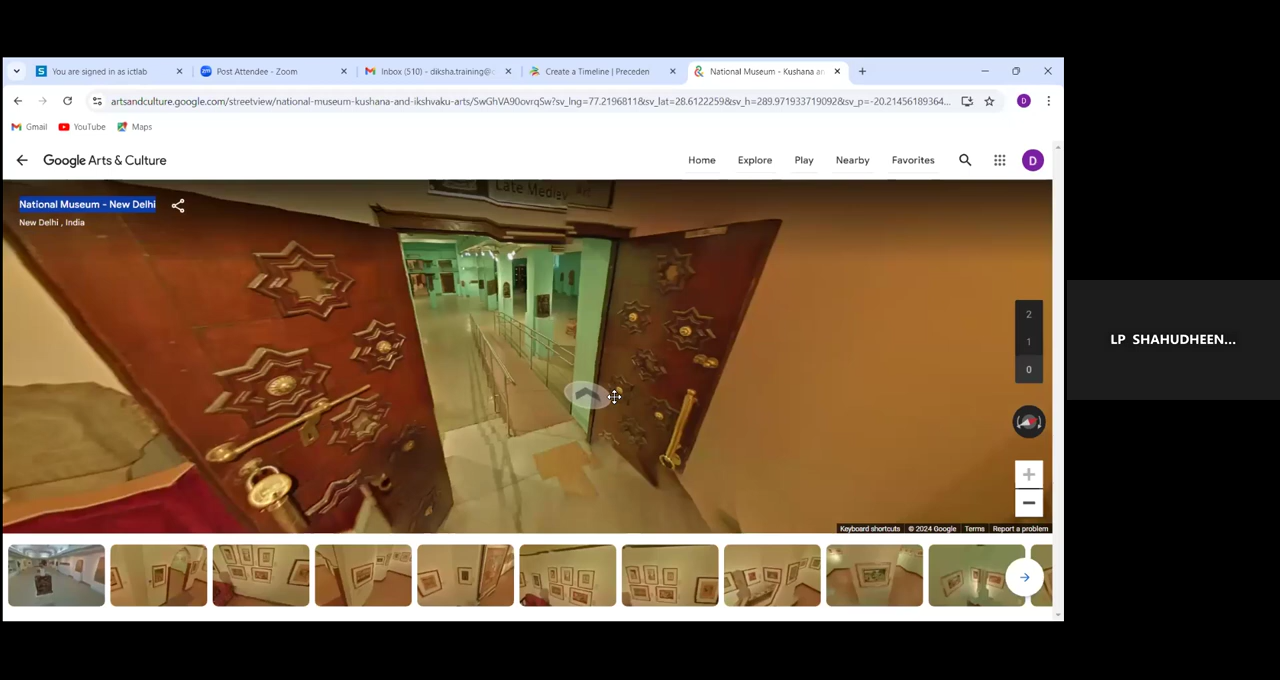 You are signed in as ictlab
Post Attendee - Zoom
Inbox (510) - diksha.training@c
Create a Timeline | Preceden
National Museum - Kushana an
artsandculture.google.com/streetview/national-museum-kushana-and-ikshvaku-arts/SwGhVA90ovrqSw?sv_lng=77.2196811&sv_lat=28.6122259&sv_h=289.971933719092&sv_p=-20.21456189364...
D
Gmail
YouTube
Maps
Google Arts & Culture
Home
Explore
Play
Nearby
Favorites
D
National Museum - New Delhi
New Delhi , India
Late Mediev
Art
2
1
0
LP SHAHUDHEEN...
Keyboard shortcuts
© 2024 Google
Terms
Report a problem